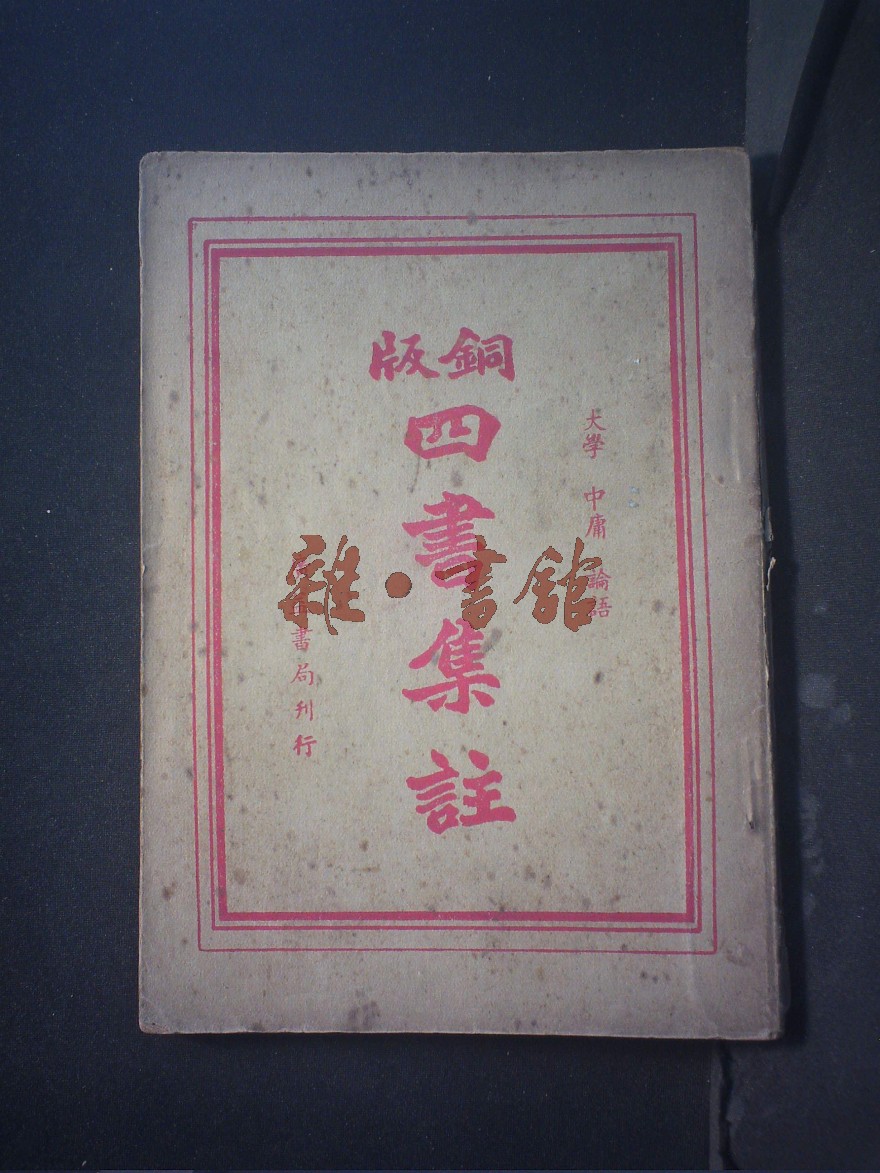 銅版
四書集註
大學 中庸 論語
書局刊行
雜·書館